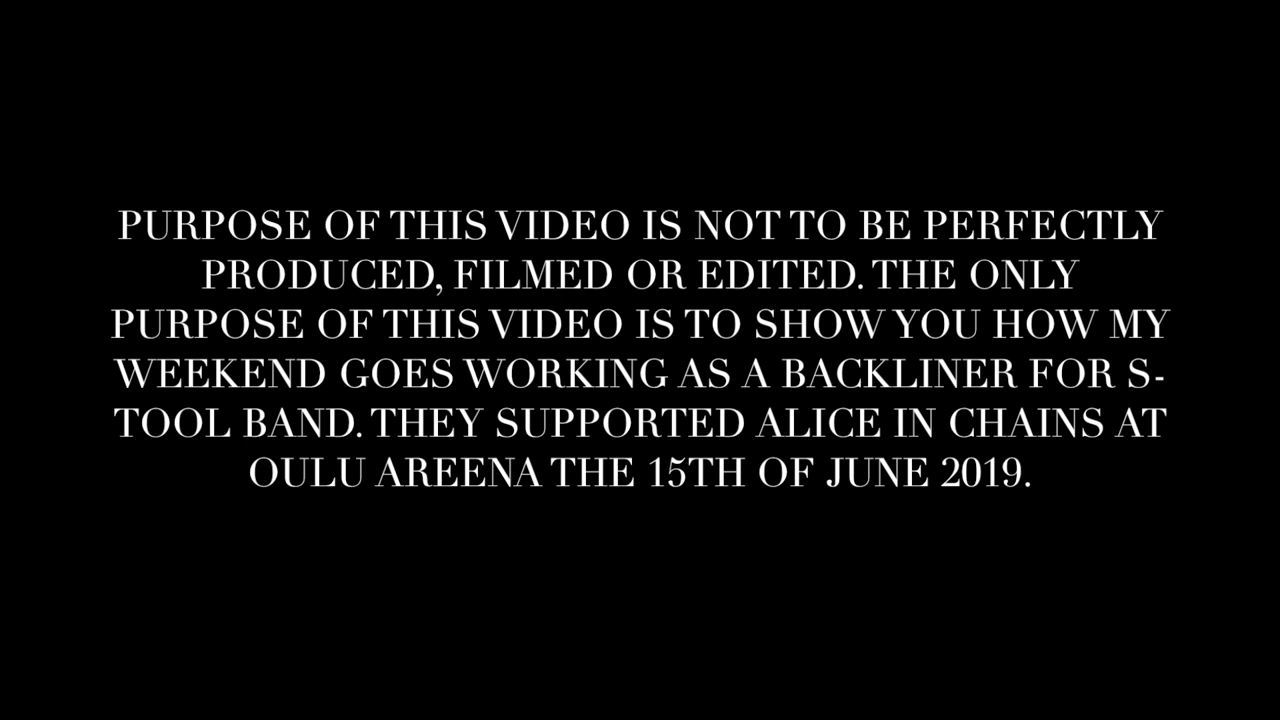 PURPOSE OF THIS VIDEO IS NOT TO BE PERFECTLY
PRODUCED, FILMED OR EDITED. THE ONLY
PURPOSE OF THIS VIDEO IS TO SHOW YOU HOW MY
WEEKEND GOES WORKING AS A BACKLINER FOR S-
TOOL BAND. THEY SUPPORTED ALICE IN CHAINS AT
OULU AREENA THE 15TH OF JUNE 2019.